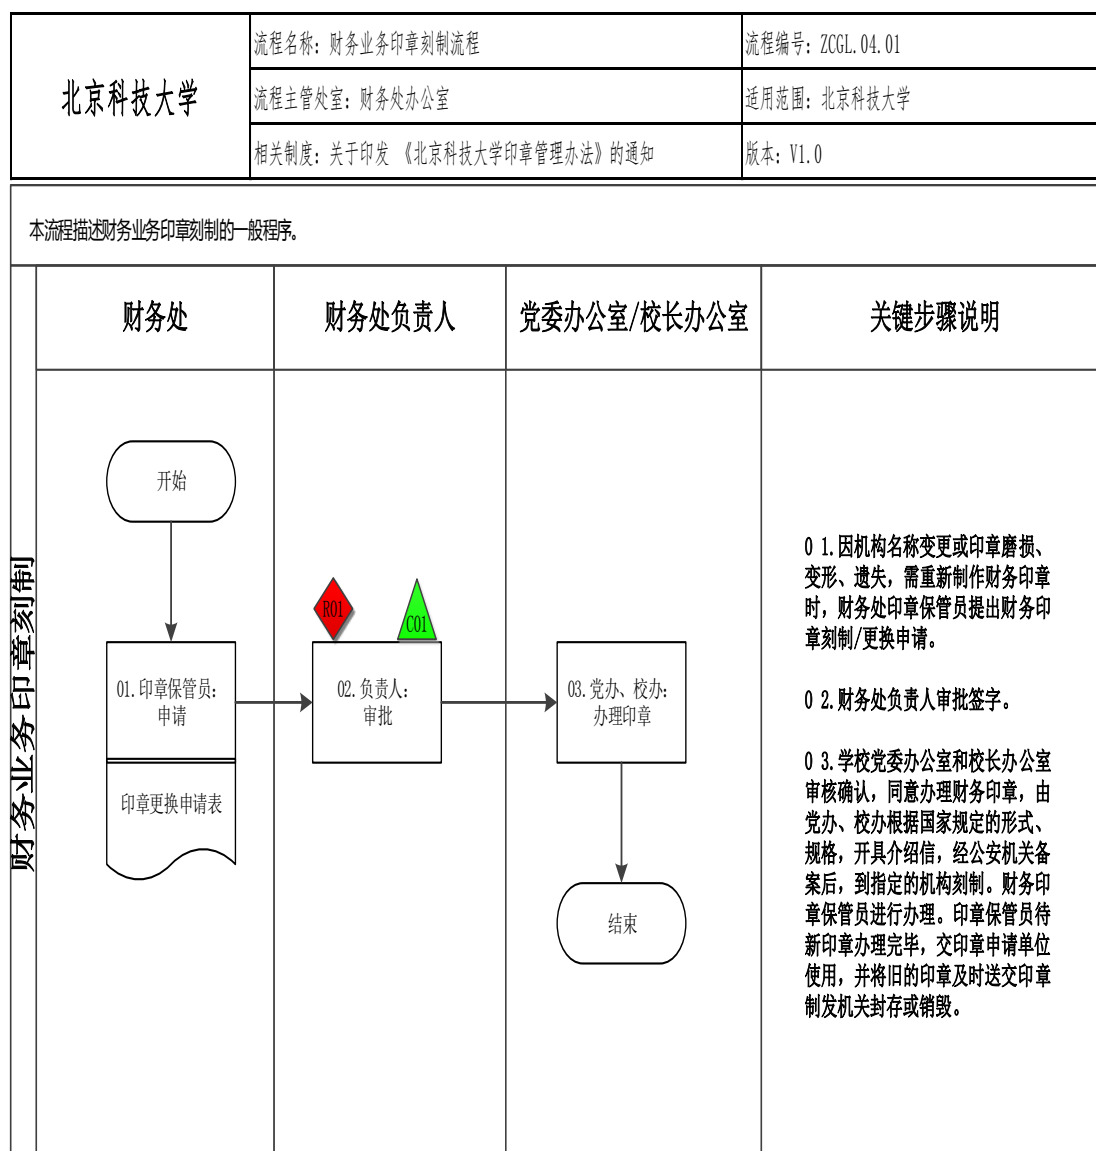 北京科技大学
流程名称：财务业务印章刻制流程
流程编号：ZCGL.04.01
流程主管处室：财务处办公室
适用范围：北京科技大学
相关制度：关于印发 《北京科技大学印章管理办法》的通知
版本：V1.0
本流程描述财务业务印章刻制的一般程序。
财务业务印章刻制
财务处
财务处负责人
党委办公室/校长办公室
关键步骤说明
开始
R01
C01
01.印章保管员：
申请
印章更换申请表
02.负责人：
审批
03.党办、校办：
办理印章
结束
0 1.因机构名称变更或印章磨损、
变形、遗失，需重新制作财务印章
时，财务处印章保管员提出财务印
章刻制/更换申请。
0 2.财务处负责人审批签字。
0 3.学校党委办公室和校长办公室
审核确认，同意办理财务印章，由
党办、校办根据国家规定的形式、
规格，开具介绍信，经公安机关备
案后，到指定的机构刻制。财务印
章保管员进行办理。印章保管员待
新印章办理完毕，交印章申请单位
使用，并将旧的印章及时送交印章
制发机关封存或销毁。